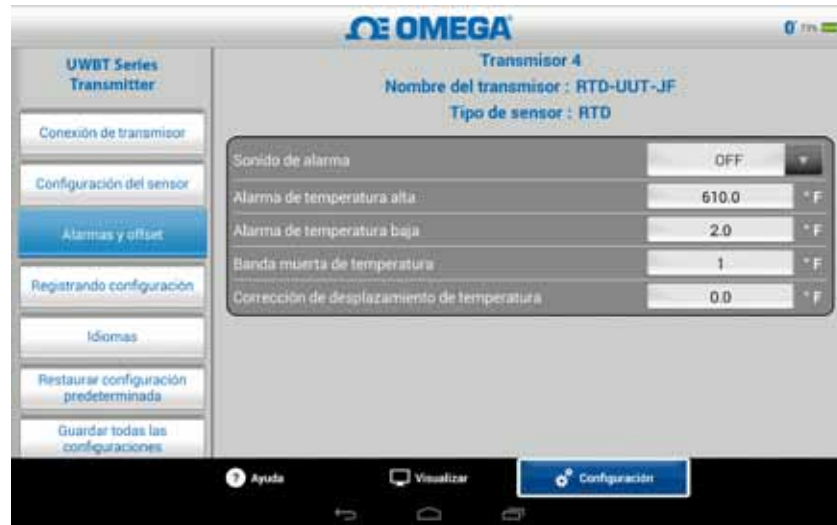 OMEGA
73%
UWBT Series
Transmitter
Conexión de transmisor
Configuración del sensor
Alarmas y offset
Registrando configuración
Idiomas
Restaurar configuración
predeterminada
Guardar todas las
configuraciones
Transmisor 4
Nombre del transmisor : RTD-UUT-JF
Tipo de sensor : RTD
Sonido de alarma OFF
Alarma de temperatura alta 610.0 °F
Alarma de temperatura baja 2.0 °F
Banda muerta de temperatura 1 °F
Corrección de desplazamiento de temperatura 0.0 °F
? Ayuda Visualizar Configuración